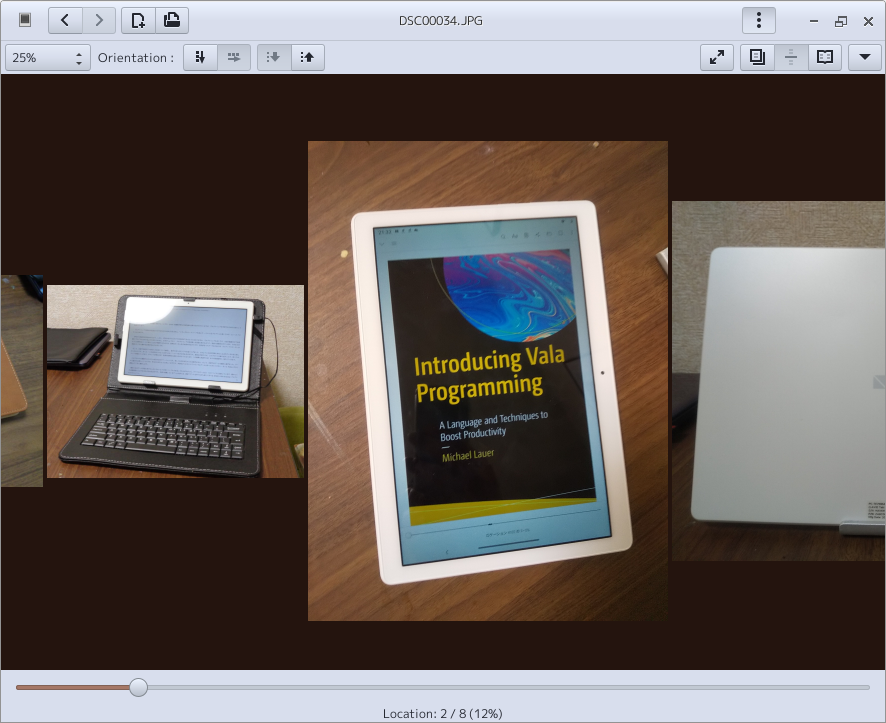 DSC00034.JPG
25%
Orientation :
Introducing Vala
Programming
A Language and Techniques to
Boost Productivity
Michael Lauer
Location: 2 / 8 (12%)